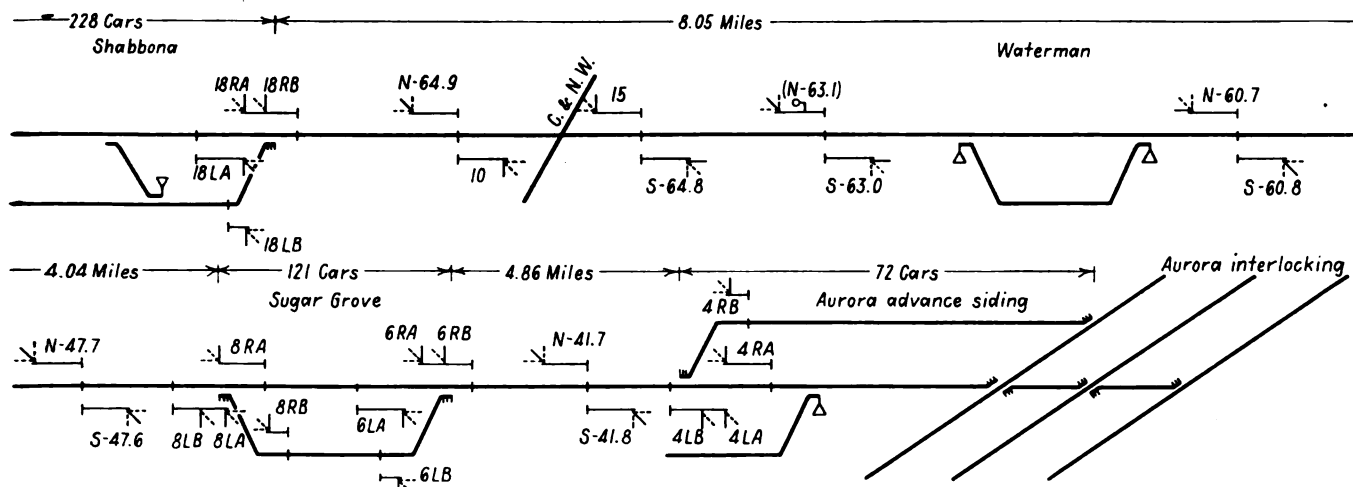 228 Cars 8.05 Miles
Shabbona Waterman
18RA 18RB N-64.9 C. & N. W. 15 (N-63.1) N-60.7
18LA 10 S-64.8 S-63.0 S-60.8
18LB
4.04 Miles 121 Cars 4.86 Miles 72 Cars Aurora interlocking
Sugar Grove 4RB Aurora advance siding
N-47.7 8RA 6RA 6RB N-41.7 4RA
S-47.6 8LB 8LA 8RB 6LA S-41.8 4LB 4LA
6LB